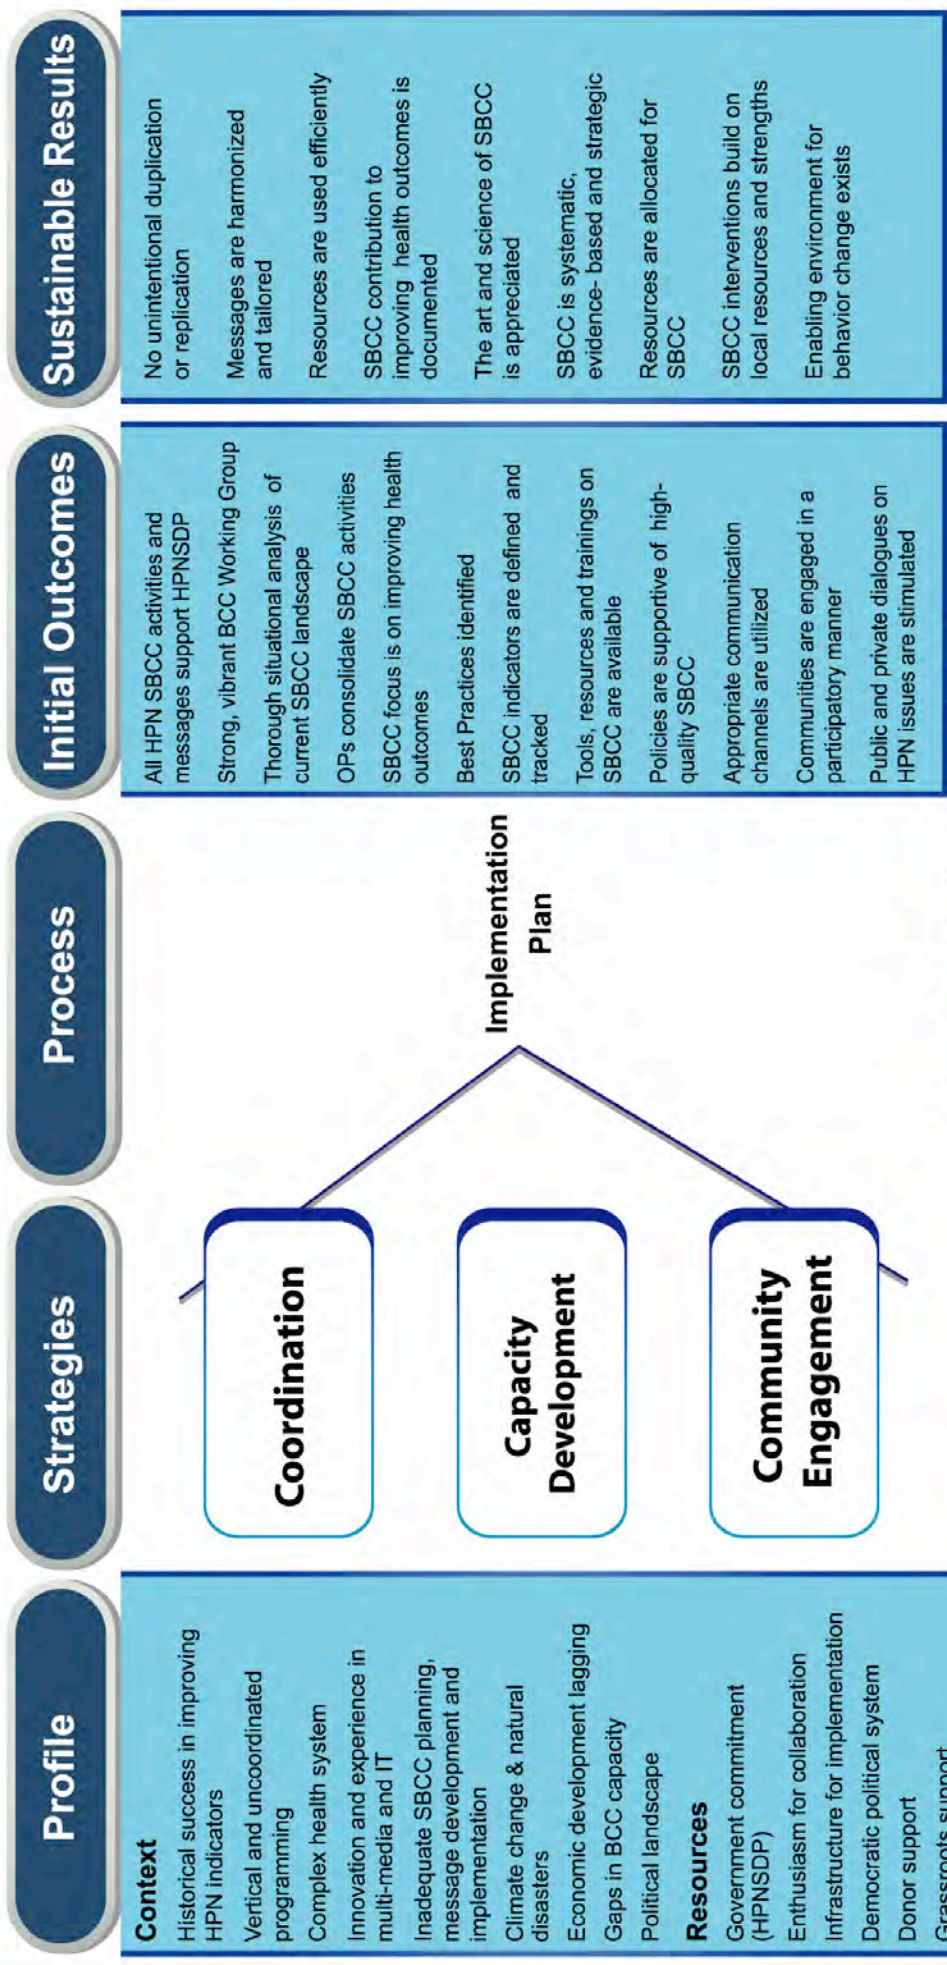 Profile
Strategies
Process
Initial Outcomes
Sustainable Results
Context
Historical success in improving
HPN indicators
Vertical and uncoordinated
programming
Complex health system
Innovation and experience in
multi-media and IT
Inadequate SBCC planning,
message development and
implementation
Climate change & natural
disasters
Economic development lagging
Gaps in BCC capacity
Political landscape
Resources
Government commitment
(HPNSDP)
Enthusiasm for collaboration
Infrastructure for implementation
Democratic political system
Donor support
Grassroots support
Coordination
Capacity
Development
Community
Engagement
Implementation
Plan
All HPN SBCC activities and
messages support HPNSDP
Strong, vibrant BCC Working Group
Thorough situational analysis of
current SBCC landscape
OPs consolidate SBCC activities
SBCC focus is on improving health
outcomes
Best Practices identified
SBCC indicators are defined and
tracked
Tools, resources and trainings on
SBCC are available
Policies are supportive of high-
quality SBCC
Appropriate communication
channels are utilized
Communities are engaged in a
participatory manner
Public and private dialogues on
HPN issues are stimulated
No unintentional duplication
or replication
Messages are harmonized
and tailored
Resources are used efficiently
SBCC contribution to
improving health outcomes is
documented
The art and science of SBCC
is appreciated
SBCC is systematic,
evidence- based and strategic
Resources are allocated for
SBCC
SBCC interventions build on
local resources and strengths
Enabling environment for
behavior change exists